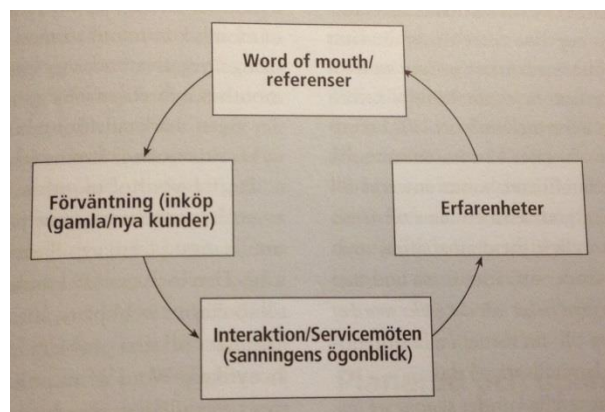 Word of mouth/
referenser
Förväntning (inköp
(gamla/nya kunder)
Erfarenheter
Interaktion/Servicemöten
(sanningens ögonblick)